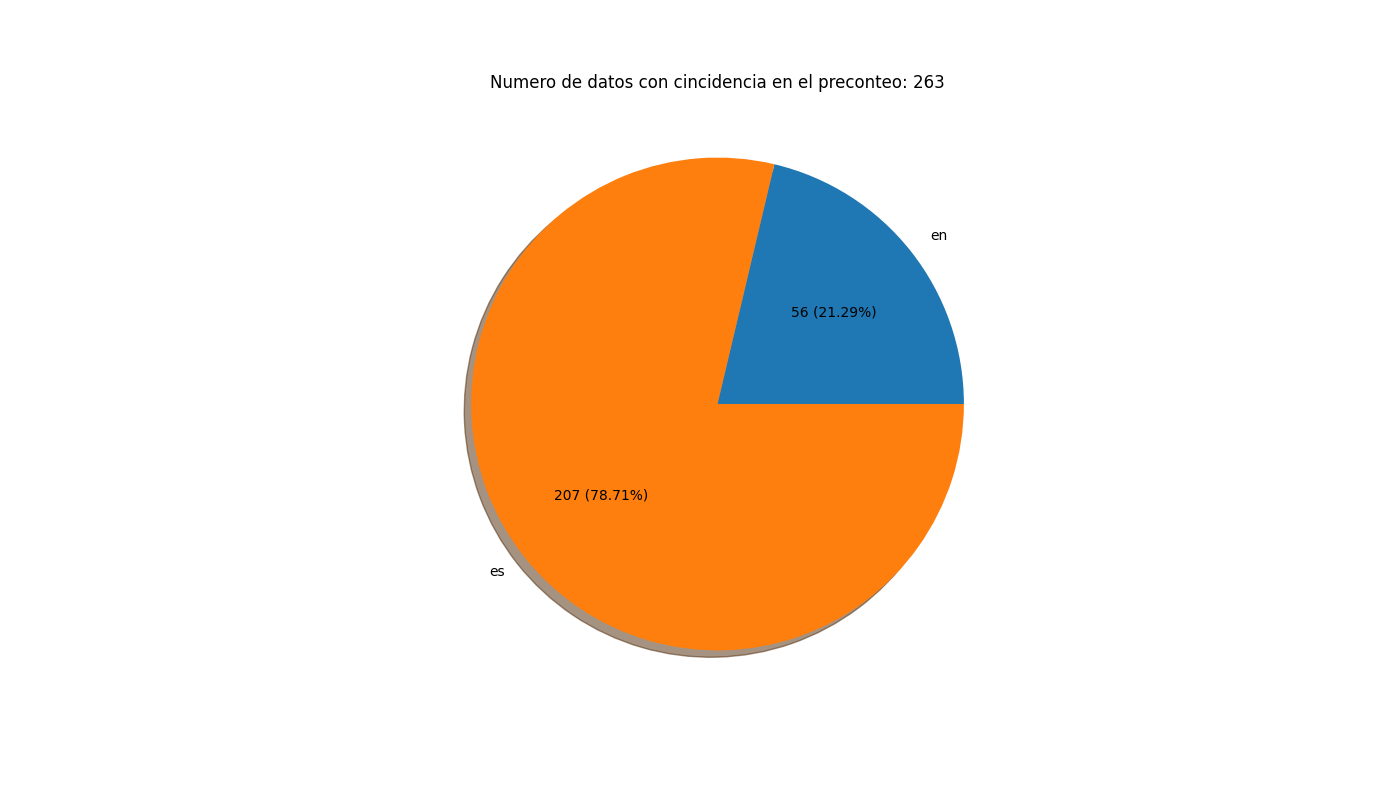 Numero de datos con cincidencia en el preconteo: 263
en
56 (21.29%)
207 (78.71%)
es